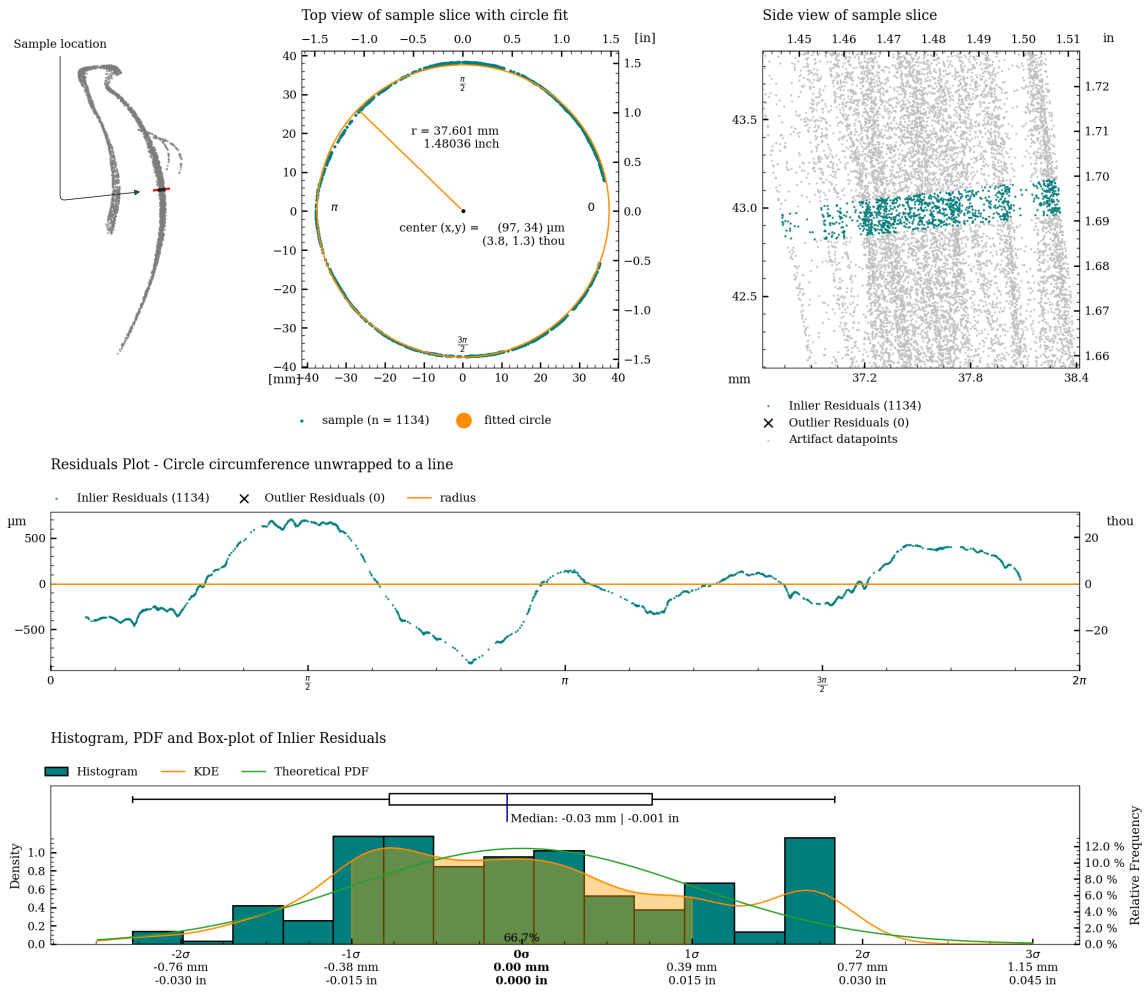 Sample location
Top view of sample slice with circle fit
−1.5 −1.0 −0.5 0.0 0.5 1.0 1.5 [in]
40
30
20
10
0
−10
−20
−30
−40
[mm]
−40 −30 −20 −10 0 10 20 30 40
1.5
1.0
0.5
0.0
−0.5
−1.0
−1.5
π/2
r = 37.601 mm
1.48036 inch
π
0
center (x,y) = (97, 34) µm
(3.8, 1.3) thou
3π/2
sample (n = 1134)
fitted circle
Side view of sample slice
1.45 1.46 1.47 1.48 1.49 1.50 1.51 in
43.5
43.0
42.5
1.72
1.71
1.70
1.69
1.68
1.67
1.66
mm 37.2 37.8 38.4
Inlier Residuals (1134)
Outlier Residuals (0)
Artifact datapoints
Residuals Plot - Circle circumference unwrapped to a line
Inlier Residuals (1134) Outlier Residuals (0) radius
µm
500
0
−500
thou
20
0
−20
0 π/2 π 3π/2 2π
Histogram, PDF and Box-plot of Inlier Residuals
Histogram KDE Theoretical PDF
Median: -0.03 mm | -0.001 in
Density
1.0
0.8
0.6
0.4
0.2
0.0
Relative Frequency
12.0 %
10.0 %
8.0 %
6.0 %
4.0 %
2.0 %
0.0 %
66.7%
-2σ -1σ 0σ 1σ 2σ 3σ
-0.76 mm -0.38 mm 0.00 mm 0.39 mm 0.77 mm 1.15 mm
-0.030 in -0.015 in 0.000 in 0.015 in 0.030 in 0.045 in